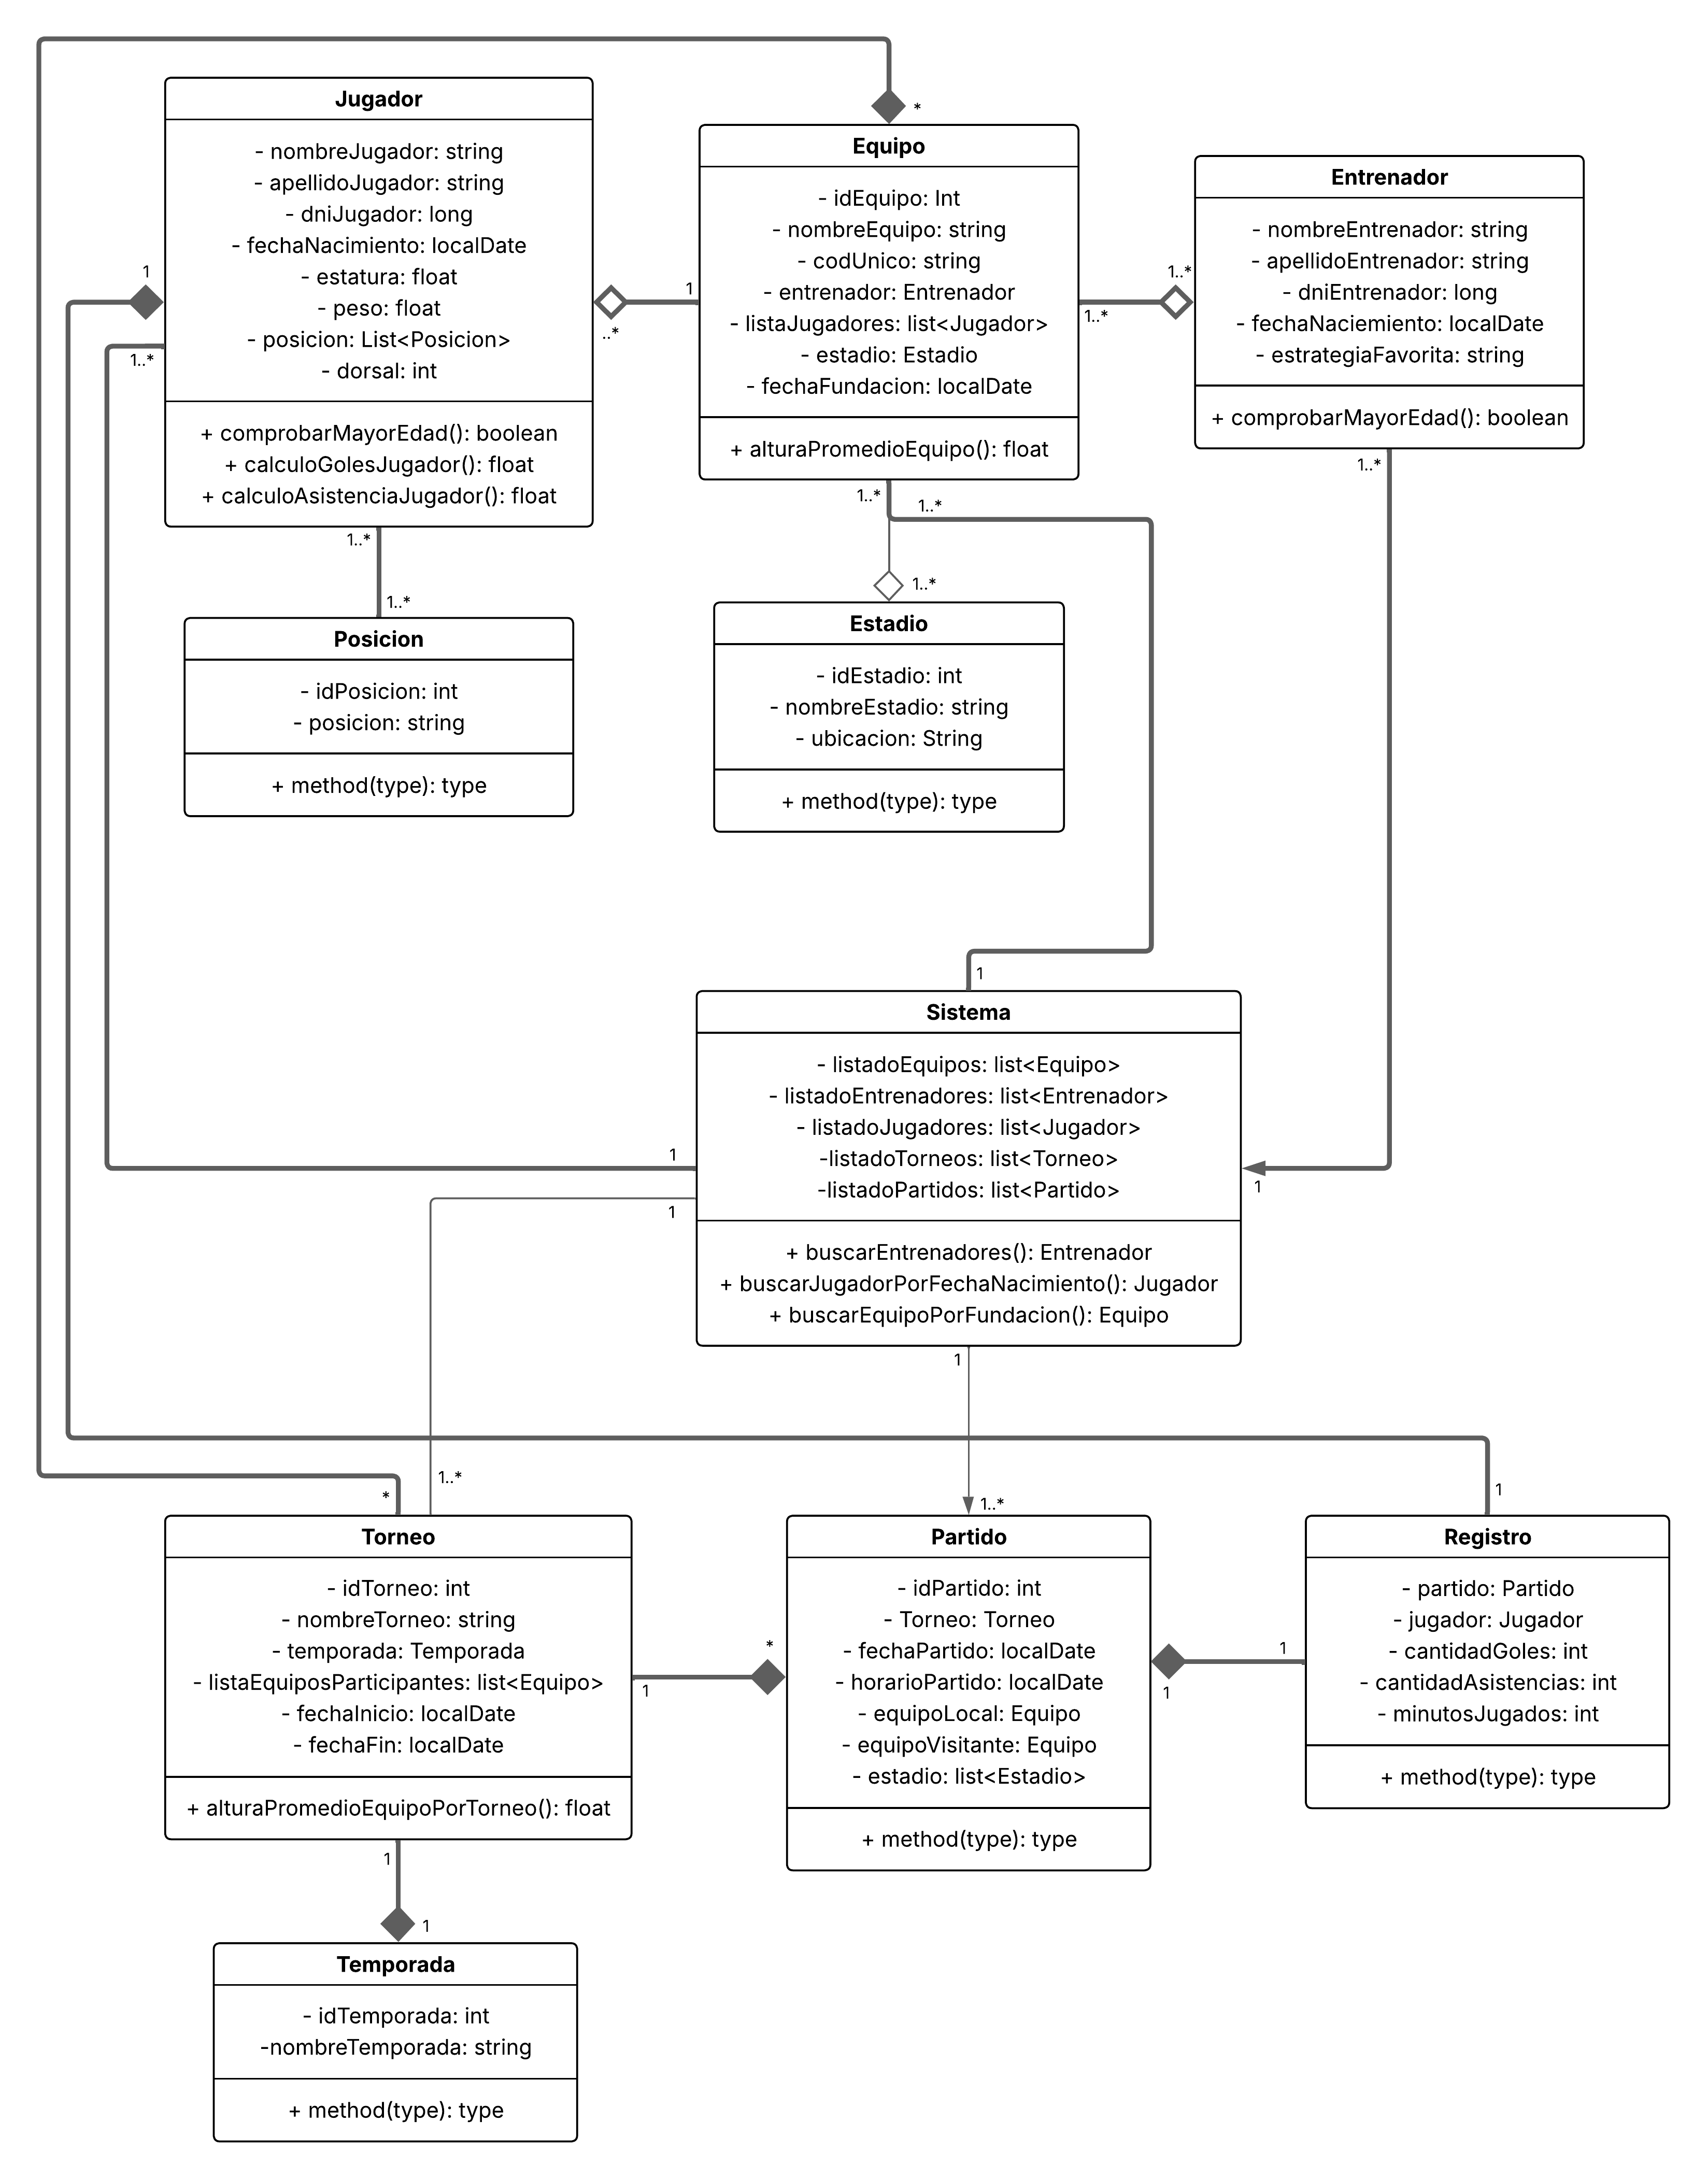 Jugador
- nombreJugador: string
- apellidoJugador: string
- dniJugador: long
- fechaNacimiento: localDate
- estatura: float
- peso: float
- posicion: List<Posicion>
- dorsal: int
+ comprobarMayorEdad(): boolean
+ calculoGolesJugador(): float
+ calculoAsistenciaJugador(): float
1
1..*
..*
1
1..*
1..*
*
Equipo
- idEquipo: Int
- nombreEquipo: string
- codUnico: string
- entrenador: Entrenador
- listaJugadores: list<Jugador>
- estadio: Estadio
- fechaFundacion: localDate
+ alturaPromedioEquipo(): float
1..*
1..*
1..*
1..*
1..*
Entrenador
- nombreEntrenador: string
- apellidoEntrenador: string
- dniEntrenador: long
- fechaNaciemiento: localDate
- estrategiaFavorita: string
+ comprobarMayorEdad(): boolean
1..*
Posicion
- idPosicion: int
- posicion: string
+ method(type): type
Estadio
- idEstadio: int
- nombreEstadio: string
- ubicacion: String
+ method(type): type
1
Sistema
- listadoEquipos: list<Equipo>
- listadoEntrenadores: list<Entrenador>
- listadoJugadores: list<Jugador>
-listadoTorneos: list<Torneo>
-listadoPartidos: list<Partido>
+ buscarEntrenadores(): Entrenador
+ buscarJugadorPorFechaNacimiento(): Jugador
+ buscarEquipoPorFundacion(): Equipo
1
1
1
1
1..*
*
1..*
1
Torneo
- idTorneo: int
- nombreTorneo: string
- temporada: Temporada
- listaEquiposParticipantes: list<Equipo>
- fechaInicio: localDate
- fechaFin: localDate
+ alturaPromedioEquipoPorTorneo(): float
1
*
Partido
- idPartido: int
- Torneo: Torneo
- fechaPartido: localDate
- horarioPartido: localDate
- equipoLocal: Equipo
- equipoVisitante: Equipo
- estadio: list<Estadio>
+ method(type): type
1
1
Registro
- partido: Partido
- jugador: Jugador
- cantidadGoles: int
- cantidadAsistencias: int
- minutosJugados: int
+ method(type): type
1
1
Temporada
- idTemporada: int
-nombreTemporada: string
+ method(type): type